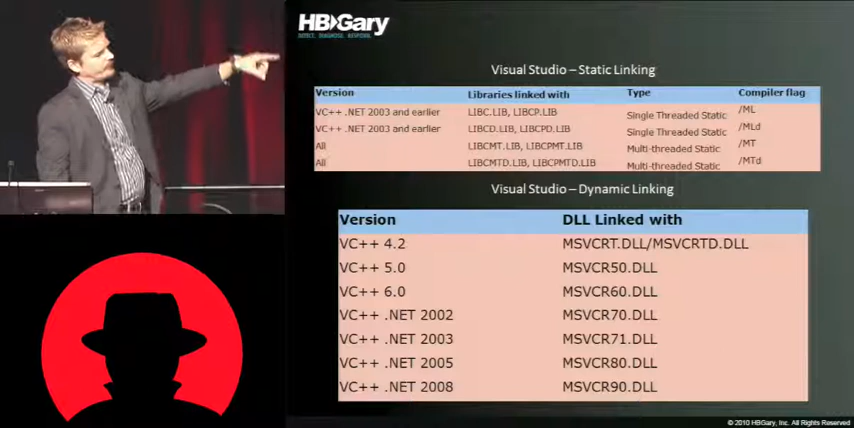 HBGary
DETECT. DIAGNOSE. RESPOND.
Visual Studio – Static Linking
Version Libraries linked with Type Compiler flag
VC++ .NET 2003 and earlier LIBC.LIB, LIBCP.LIB Single Threaded Static /ML
VC++ .NET 2003 and earlier LIBCD.LIB, LIBCPD.LIB Single Threaded Static /MLd
All LIBCMT.LIB, LIBCPMT.LIB Multi-threaded Static /MT
All LIBCMTD.LIB, LIBCPMTD.LIB Multi-threaded Static /MTd
Visual Studio – Dynamic Linking
Version DLL Linked with
VC++ 4.2 MSVCRT.DLL/MSVCRTD.DLL
VC++ 5.0 MSVCR50.DLL
VC++ 6.0 MSVCR60.DLL
VC++ .NET 2002 MSVCR70.DLL
VC++ .NET 2003 MSVCR71.DLL
VC++ .NET 2005 MSVCR80.DLL
VC++ .NET 2008 MSVCR90.DLL
© 2010 HBGary, Inc. All Rights Reserved